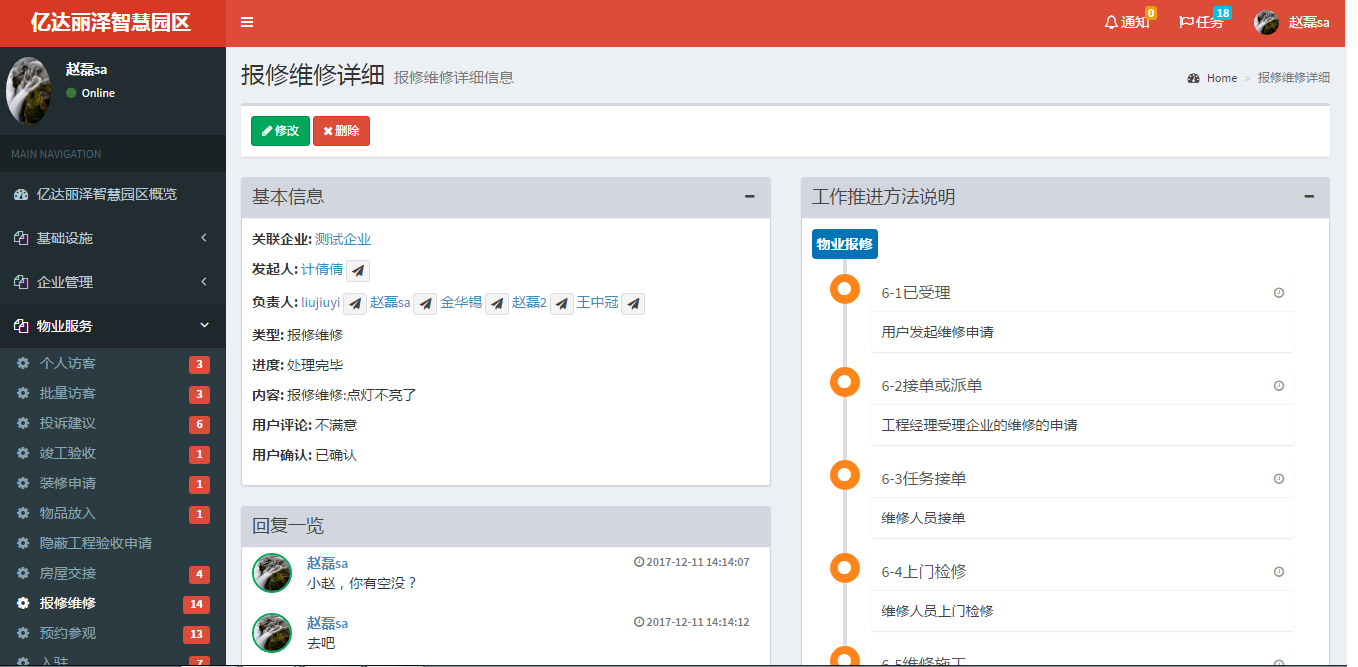 亿达丽泽智慧园区
通知 0
任务 18
赵磊sa
赵磊sa
Online
MAIN NAVIGATION
亿达丽泽智慧园区概览
基础设施
企业管理
物业服务
个人访客 3
批量访客 3
投诉建议 6
竣工验收 1
装修申请 1
物品放入 1
隐蔽工程验收申请
房屋交接 4
报修维修 14
预约参观 13
入驻 7
报修维修详细 报修维修详细信息
Home > 报修维修详细
修改 删除
基本信息
关联企业: 测试企业
发起人: 计倩倩
负责人: liujiuyi 赵磊sa 金华锡 赵磊2 王中冠
类型: 报修维修
进度: 处理完毕
内容: 报修维修:点灯不亮了
用户评论: 不满意
用户确认: 已确认
回复一览
赵磊sa 2017-12-11 14:14:07
小赵，你有空没？
赵磊sa 2017-12-11 14:14:12
去吧
工作推进方法说明
物业报修
6-1已受理
用户发起维修申请
6-2接单或派单
工程经理受理企业的维修的申请
6-3任务接单
维修人员接单
6-4上门检修
维修人员上门检修
6-5维修施工